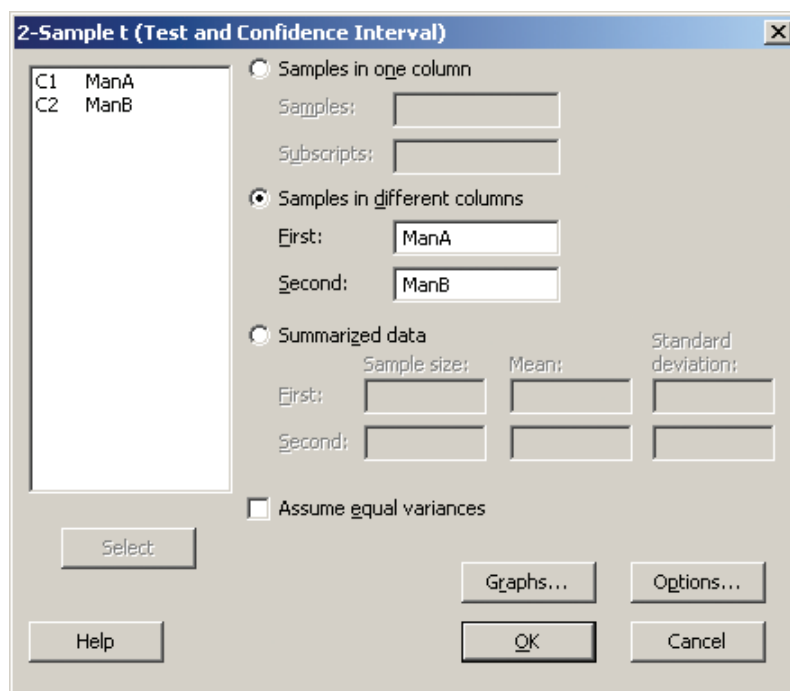 2-Sample t (Test and Confidence Interval)
C1 ManA
C2 ManB
Samples in one column
Samples:
Subscripts:
Samples in different columns
First: ManA
Second: ManB
Summarized data
Sample size: Mean: Standard deviation:
First:
Second:
Assume equal variances
Select
Graphs... Options...
Help OK Cancel